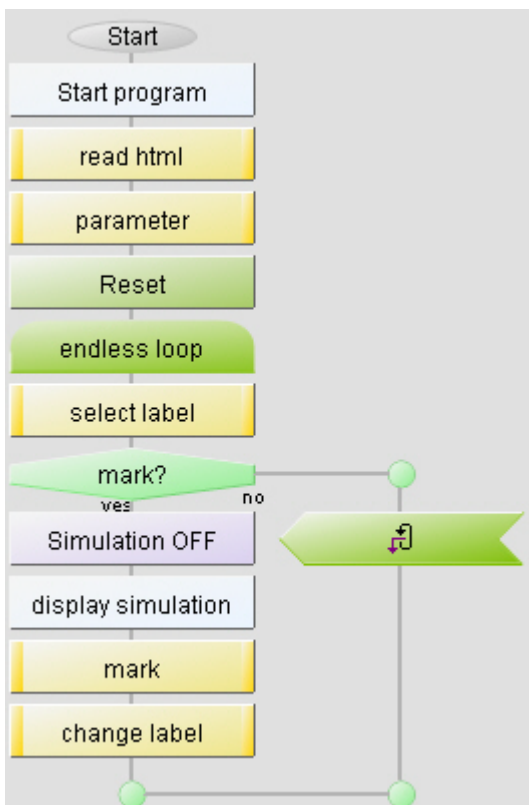 Start
Start program
read html
parameter
Reset
endless loop
select label
mark?
yes
no
Simulation OFF
display simulation
mark
change label